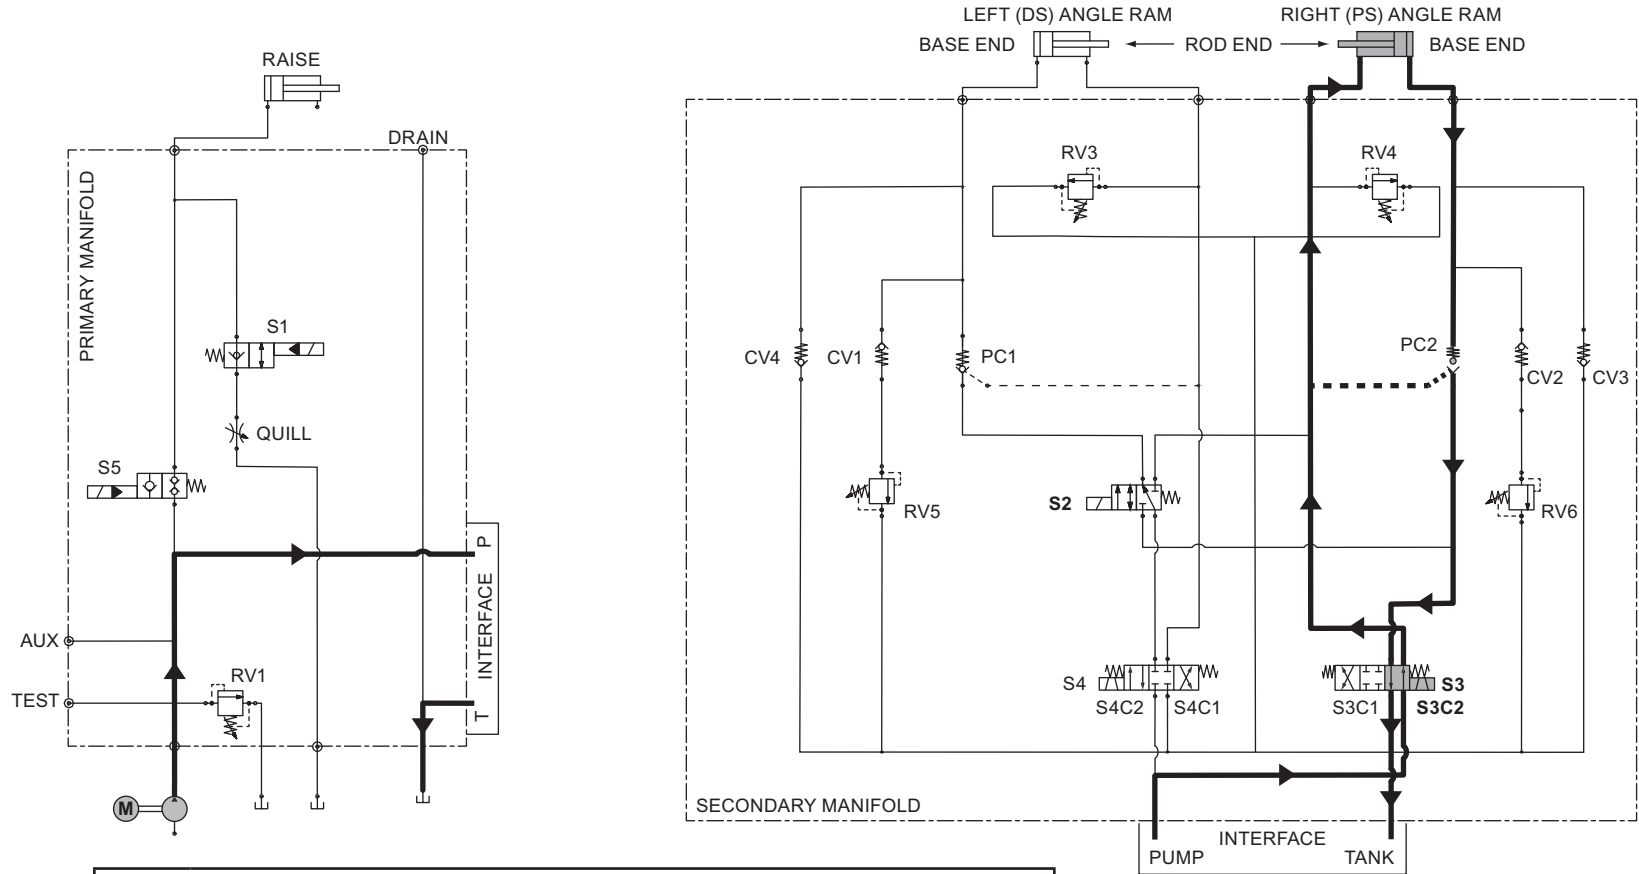 LEFT (DS) ANGLE RAM
RIGHT (PS) ANGLE RAM
BASE END
ROD END
BASE END
RAISE
DRAIN
PRIMARY MANIFOLD
RV3
RV4
S1
CV4
CV1
PC1
PC2
CV2
CV3
QUILL
S5
S2
RV5
RV6
P
INTERFACE
T
AUX
TEST
RV1
S4
S4C2
S4C1
S3
S3C1
S3C2
M
SECONDARY MANIFOLD
INTERFACE
PUMP
TANK